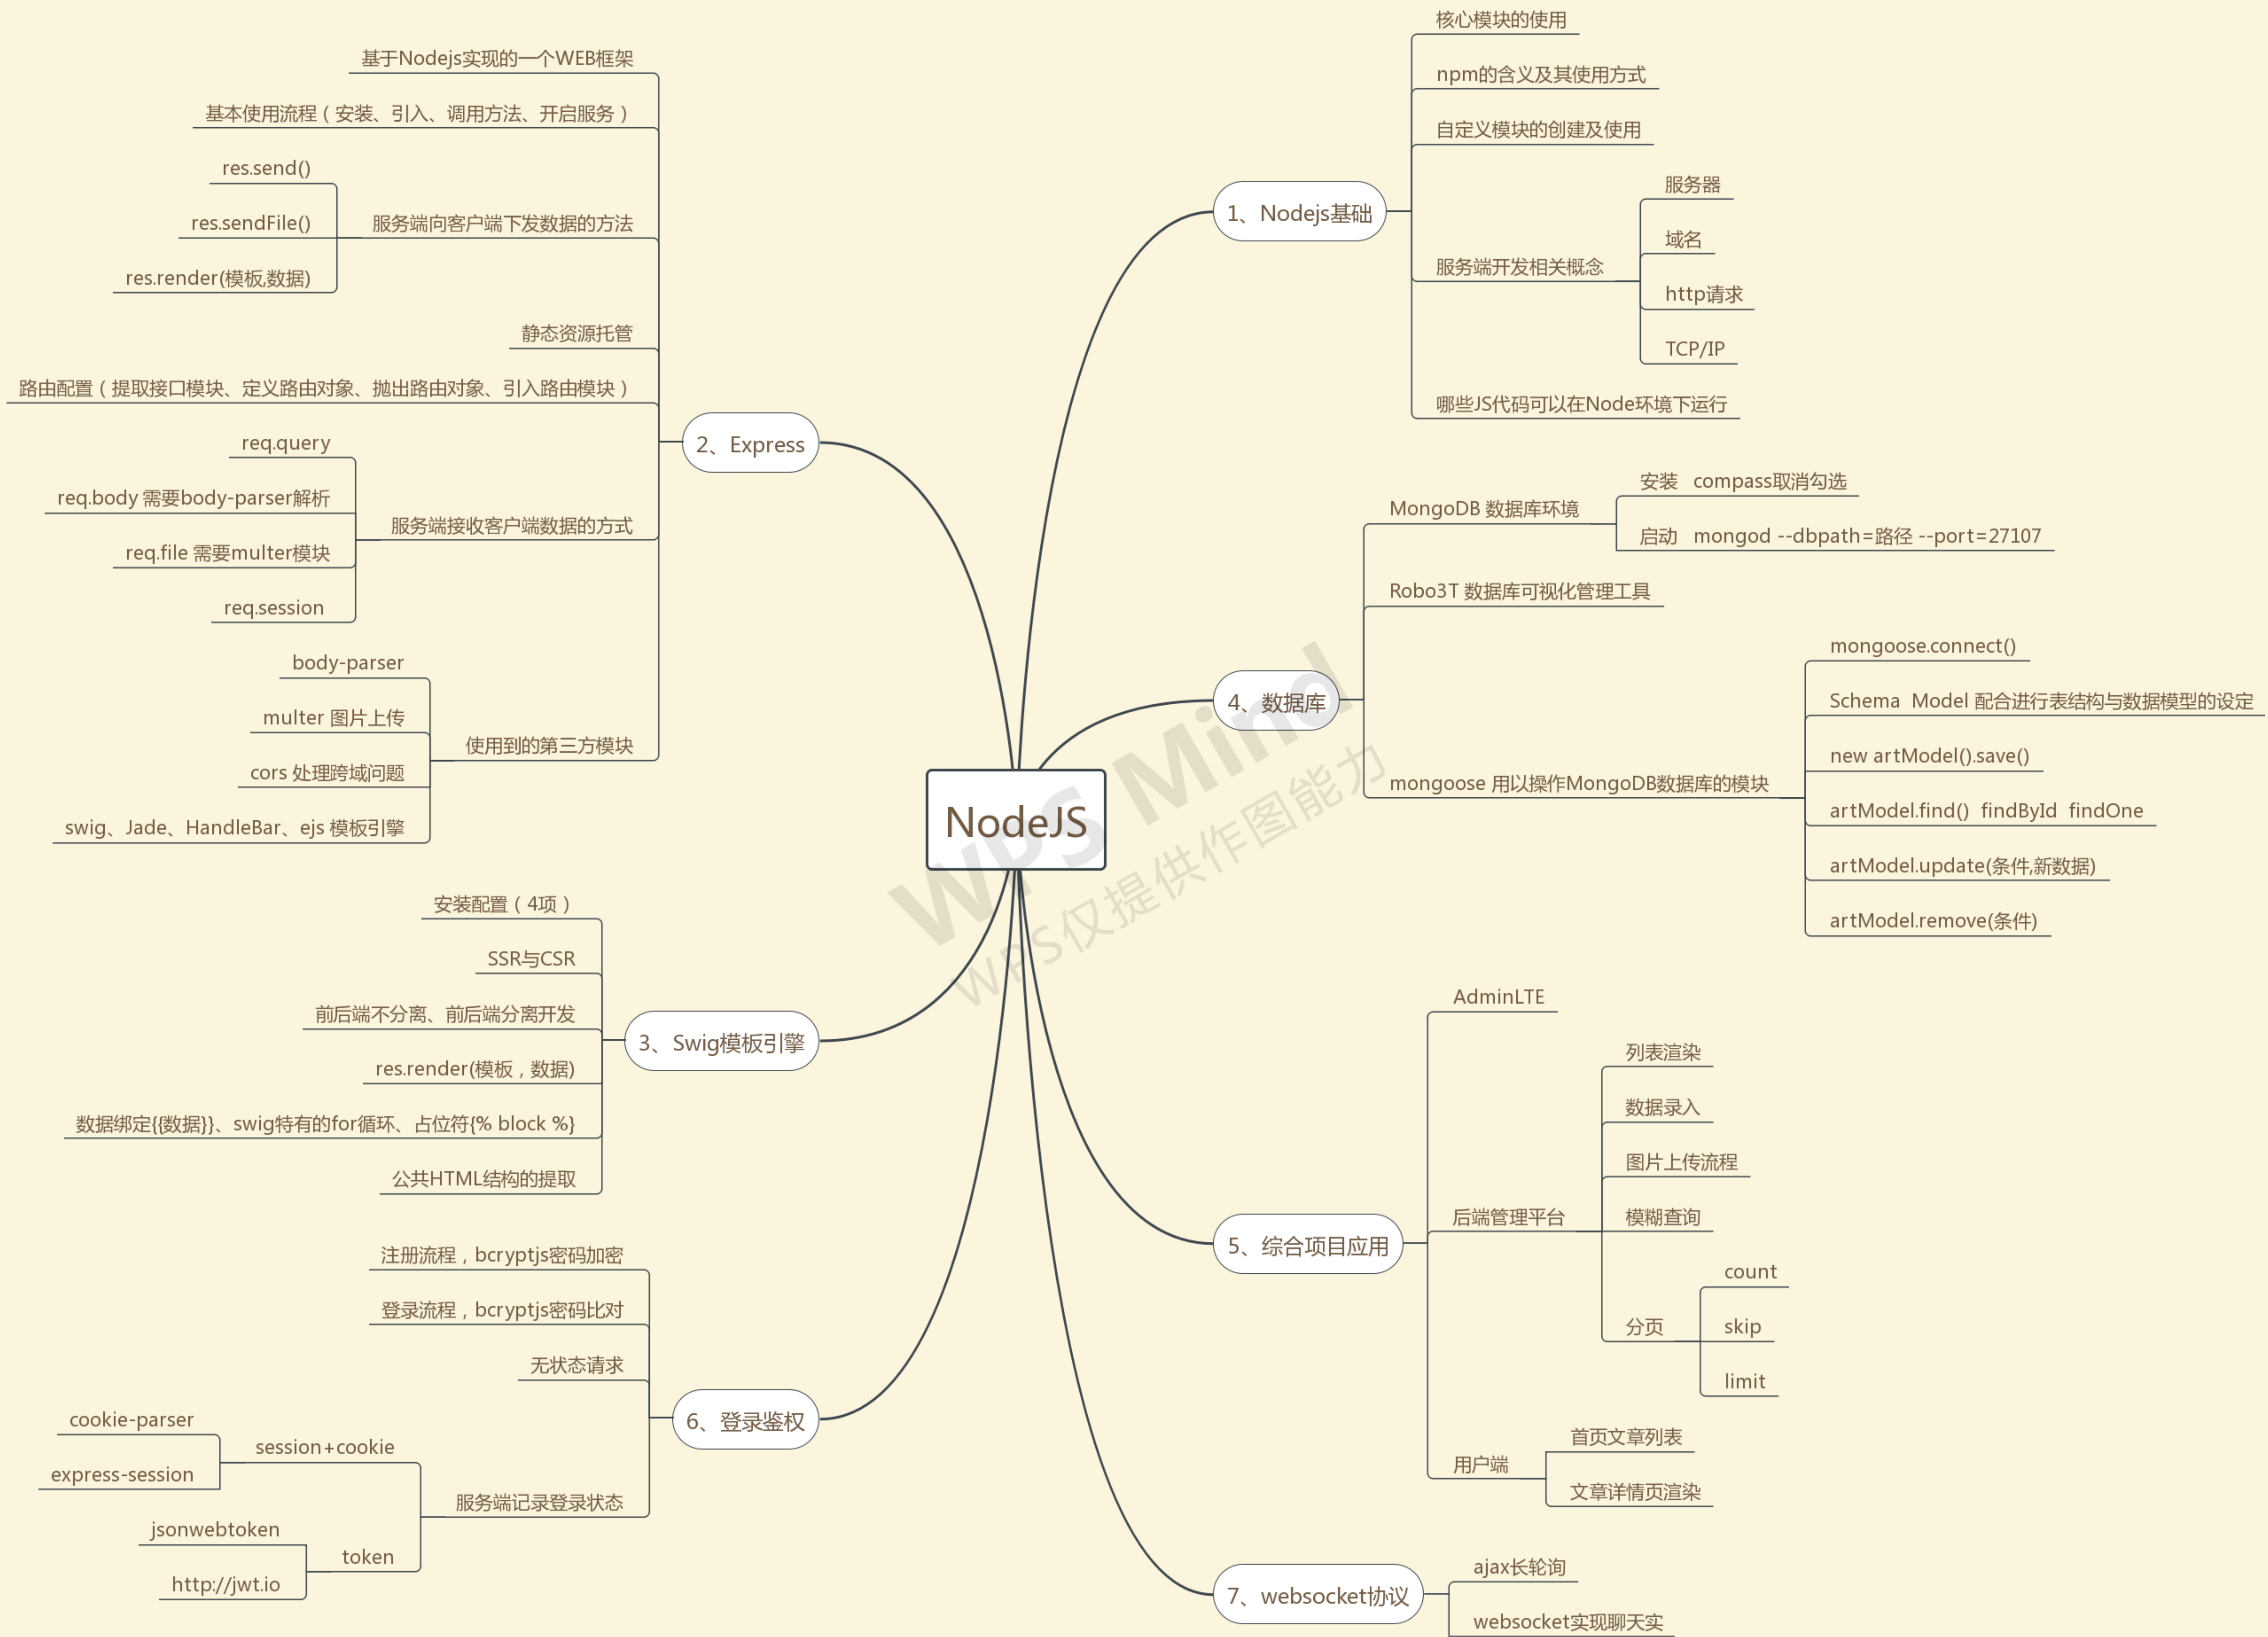 NodeJS
1、Nodejs基础
核心模块的使用
npm的含义及其使用方式
自定义模块的创建及使用
服务端开发相关概念
服务器
域名
http请求
TCP/IP
哪些JS代码可以在Node环境下运行
2、Express
基于Nodejs实现的一个WEB框架
基本使用流程（安装、引入、调用方法、开启服务）
服务端向客户端下发数据的方法
res.send()
res.sendFile()
res.render(模板,数据)
静态资源托管
路由配置（提取接口模块、定义路由对象、抛出路由对象、引入路由模块）
服务端接收客户端数据的方式
req.query
req.body 需要body-parser解析
req.file 需要multer模块
req.session
使用到的第三方模块
body-parser
multer 图片上传
cors 处理跨域问题
swig、Jade、HandleBar、ejs 模板引擎
3、Swig模板引擎
安装配置（4项）
SSR与CSR
前后端不分离、前后端分离开发
res.render(模板，数据)
数据绑定{{数据}}、swig特有的for循环、占位符{% block %}
公共HTML结构的提取
4、数据库
MongoDB 数据库环境
安装 compass取消勾选
启动 mongod --dbpath=路径 --port=27107
Robo3T 数据库可视化管理工具
mongoose 用以操作MongoDB数据库的模块
mongoose.connect()
Schema Model 配合进行表结构与数据模型的设定
new artModel().save()
artModel.find() findById findOne
artModel.update(条件,新数据)
artModel.remove(条件)
5、综合项目应用
AdminLTE
后端管理平台
列表渲染
数据录入
图片上传流程
模糊查询
分页
count
skip
limit
用户端
首页文章列表
文章详情页渲染
6、登录鉴权
注册流程，bcryptjs密码加密
登录流程，bcryptjs密码比对
无状态请求
服务端记录登录状态
session+cookie
cookie-parser
express-session
token
jsonwebtoken
http://jwt.io
7、websocket协议
ajax长轮询
websocket实现聊天实
WPS Mind
WPS仅提供作图能力